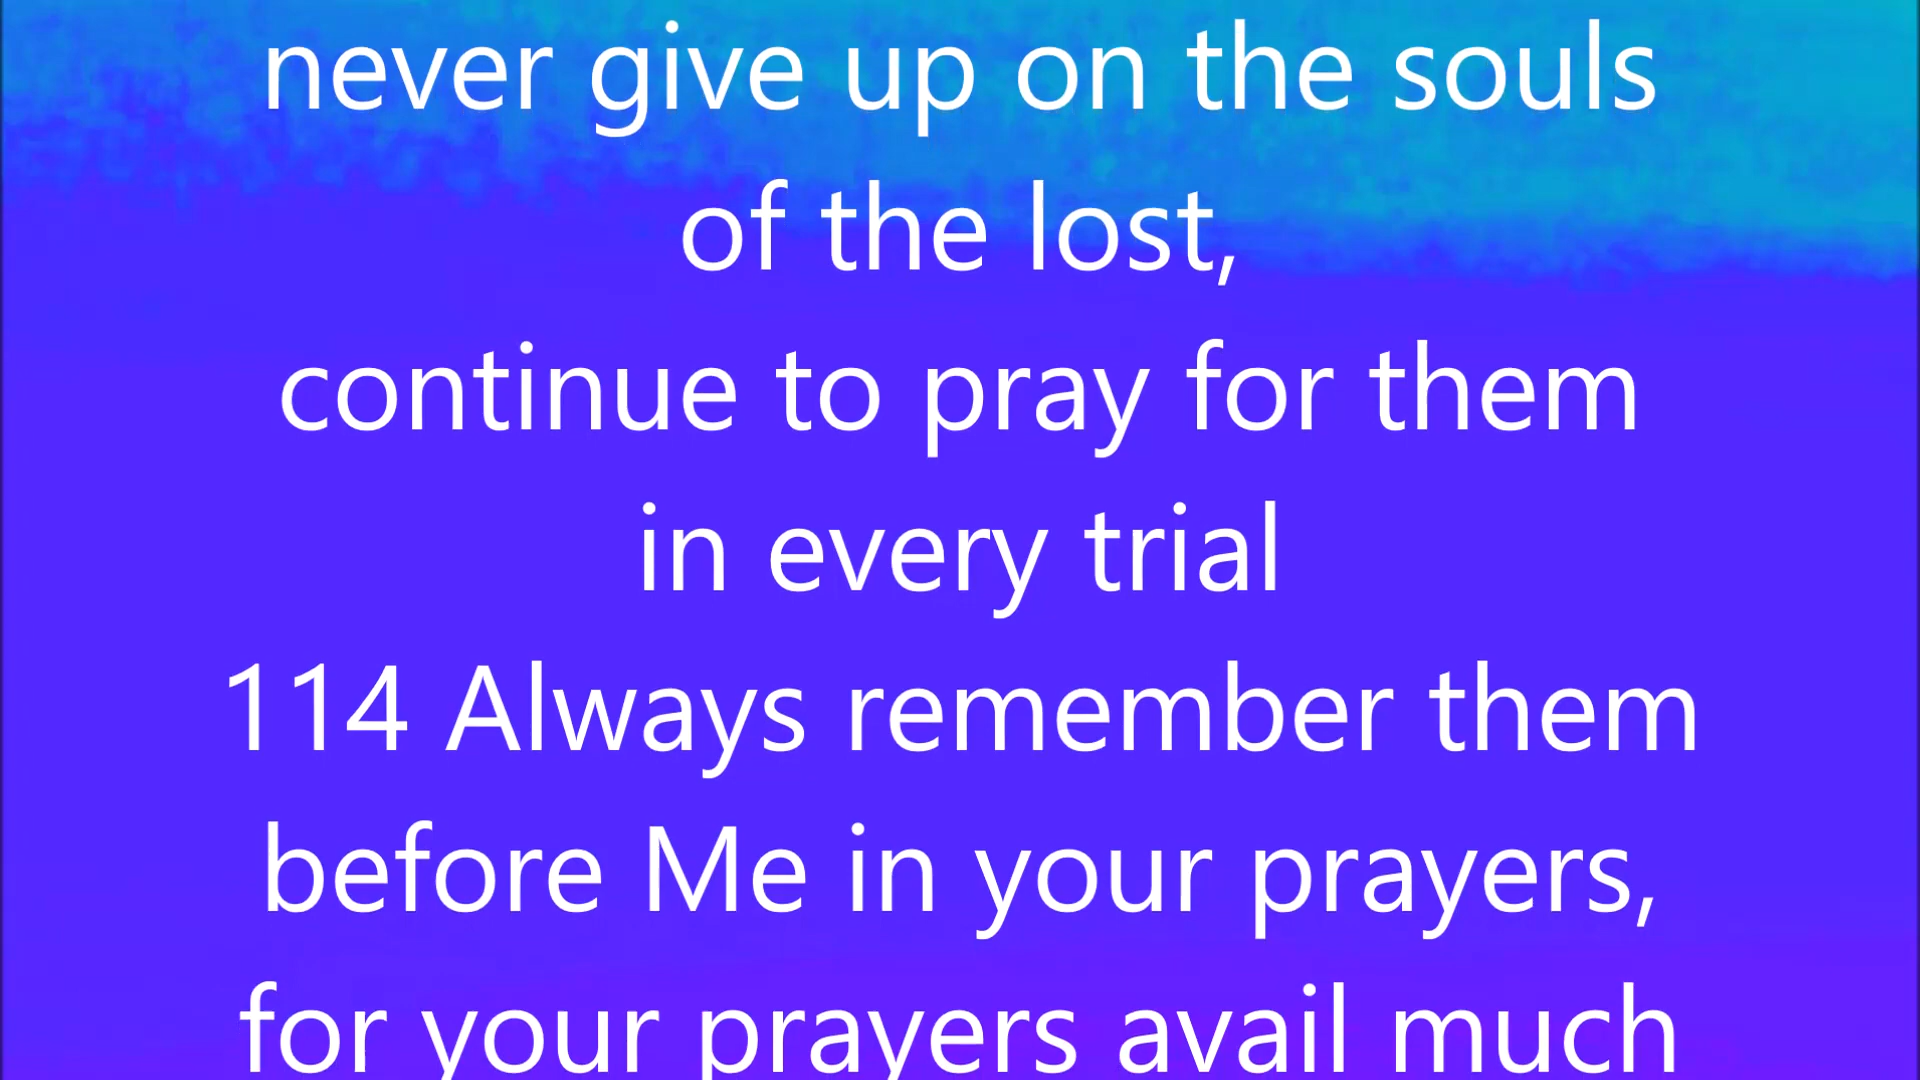 never give up on the souls
of the lost,
continue to pray for them
in every trial
114 Always remember them
before Me in your prayers,
for your prayers avail much